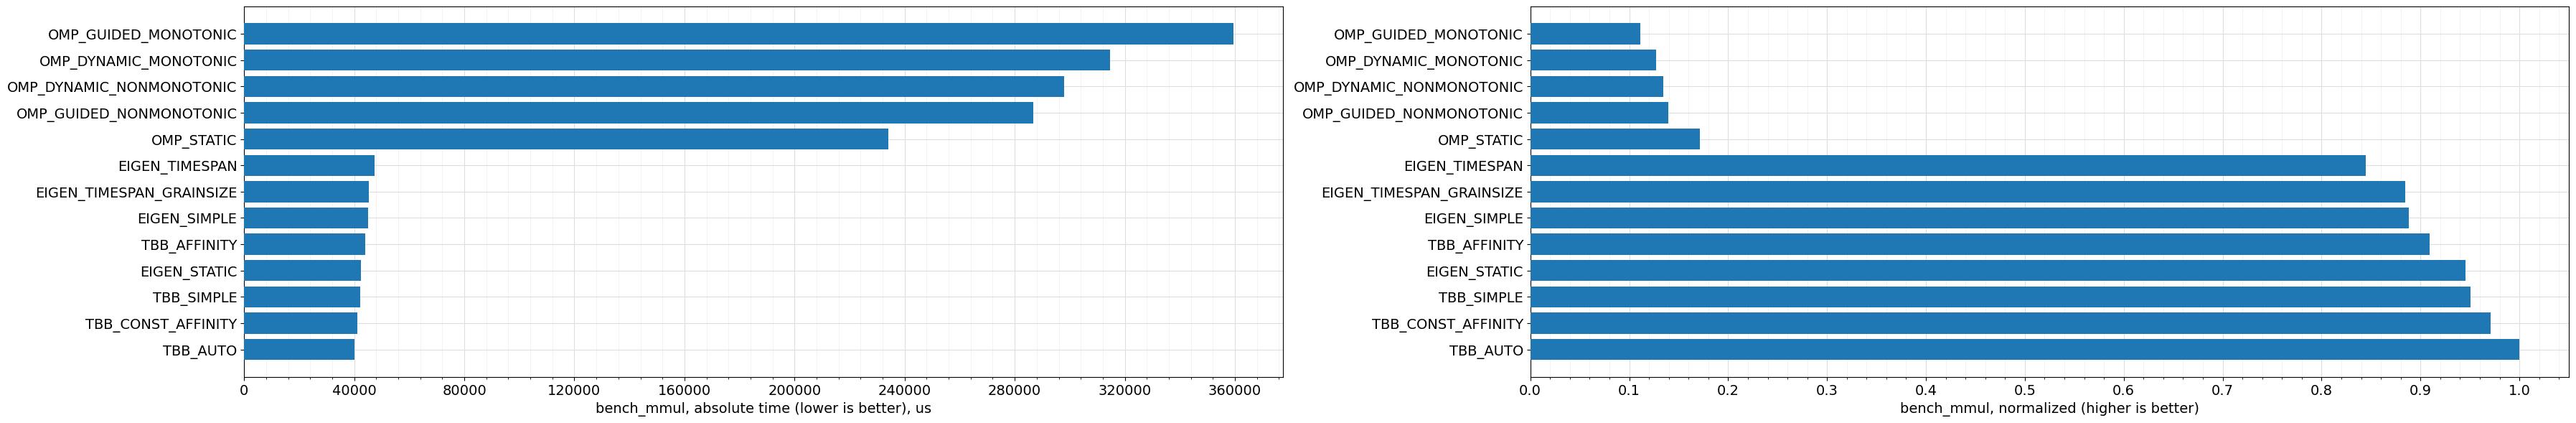 OMP_GUIDED_MONOTONIC
OMP_DYNAMIC_MONOTONIC
OMP_DYNAMIC_NONMONOTONIC
OMP_GUIDED_NONMONOTONIC
OMP_STATIC
EIGEN_TIMESPAN
EIGEN_TIMESPAN_GRAINSIZE
EIGEN_SIMPLE
TBB_AFFINITY
EIGEN_STATIC
TBB_SIMPLE
TBB_CONST_AFFINITY
TBB_AUTO
0 40000 80000 120000 160000 200000 240000 280000 320000 360000
bench_mmul, absolute time (lower is better), us
OMP_GUIDED_MONOTONIC
OMP_DYNAMIC_MONOTONIC
OMP_DYNAMIC_NONMONOTONIC
OMP_GUIDED_NONMONOTONIC
OMP_STATIC
EIGEN_TIMESPAN
EIGEN_TIMESPAN_GRAINSIZE
EIGEN_SIMPLE
TBB_AFFINITY
EIGEN_STATIC
TBB_SIMPLE
TBB_CONST_AFFINITY
TBB_AUTO
0.0 0.1 0.2 0.3 0.4 0.5 0.6 0.7 0.8 0.9 1.0
bench_mmul, normalized (higher is better)